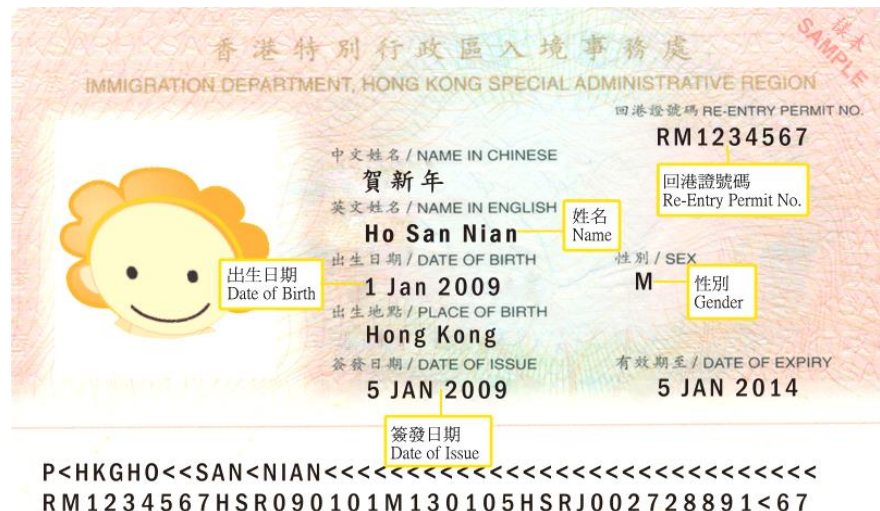 香港特別行政區入境事務處
樣本
SAMPLE
IMMIGRATION DEPARTMENT, HONG KONG SPECIAL ADMINISTRATIVE REGION
回港證號碼 RE-ENTRY PERMIT NO.
RM1234567
回港證號碼
Re-Entry Permit No.
中文姓名 / NAME IN CHINESE
賀新年
英文姓名 / NAME IN ENGLISH
Ho San Nian
姓名
Name
出生日期 / DATE OF BIRTH
1 Jan 2009
出生日期
Date of Birth
性別 / SEX
M
性別
Gender
出生地點 / PLACE OF BIRTH
Hong Kong
簽發日期 / DATE OF ISSUE
5 JAN 2009
有效期至 / DATE OF EXPIRY
5 JAN 2014
簽發日期
Date of Issue
P<HKGHO<<SAN<NIAN<<<<<<<<<<<<<<<<<<<<<<<<<<<
RM1234567HSR090101M130105HSRJ002728891<67